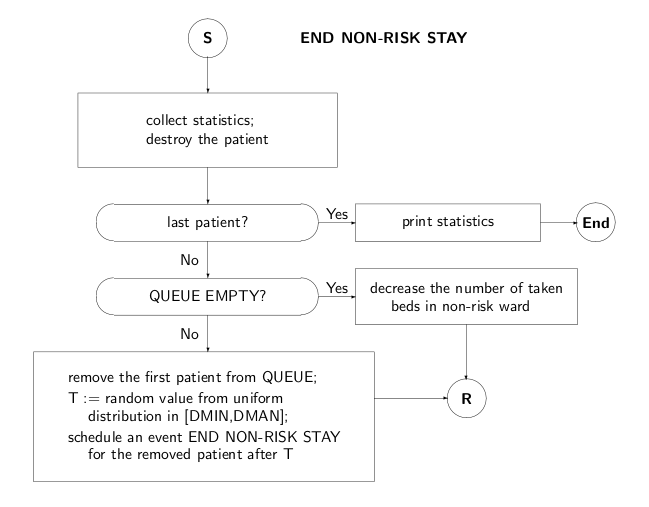 S
END NON-RISK STAY
collect statistics;
destroy the patient
last patient?
Yes
print statistics
End
No
QUEUE EMPTY?
Yes
decrease the number of taken
beds in non-risk ward
No
remove the first patient from QUEUE;
T := random value from uniform
distribution in [DMIN,DMAN];
schedule an event END NON-RISK STAY
for the removed patient after T
R